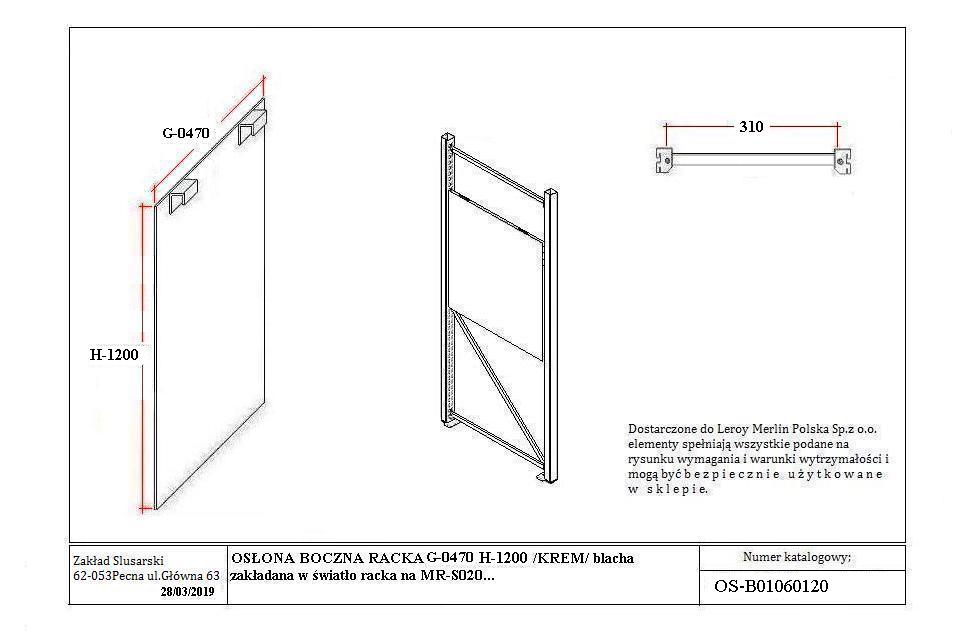 G-0470
310
H-1200
Dostarczone do Leroy Merlin Polska Sp.z o.o.
elementy spełniają wszystkie podane na
rysunku wymagania i warunki wytrzymałości i
mogą być b e z p i e c z n i e   u ż y t k o w a n e
w   s k l e p i e.
Zakład Slusarski
62-053Pecna ul.Główna 63
28/03/2019
OSŁONA BOCZNA RACKA G-0470 H-1200 /KREM/ blacha
zakładana w światło racka na MR-S020...
Numer katalogowy;
OS-B01060120